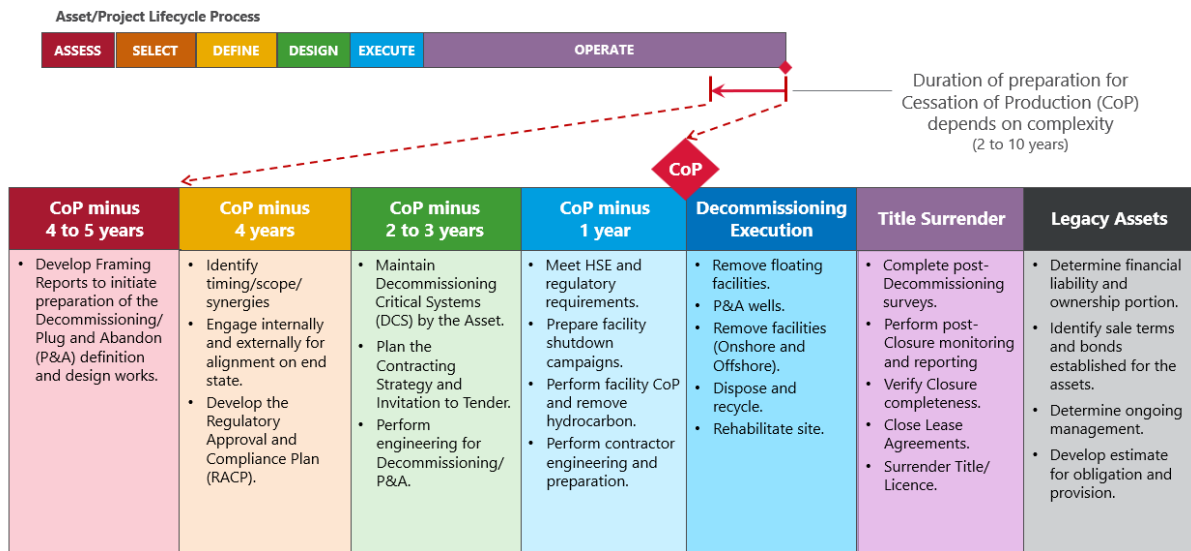 Asset/Project Lifecycle Process
ASSESS
SELECT
DEFINE
DESIGN
EXECUTE
OPERATE
Duration of preparation for
Cessation of Production (CoP)
depends on complexity
(2 to 10 years)
CoP
CoP minus
4 to 5 years
• Develop Framing
Reports to initiate
preparation of the
Decommissioning/
Plug and Abandon
(P&A) definition
and design works.
CoP minus
4 years
• Identify
timing/scope/
synergies
• Engage internally
and externally for
alignment on end
state.
• Develop the
Regulatory
Approval and
Compliance Plan
(RACP).
CoP minus
2 to 3 years
• Maintain
Decommissioning
Critical Systems
(DCS) by the Asset.
• Plan the
Contracting
Strategy and
Invitation to Tender.
• Perform
engineering for
Decommissioning/
P&A.
CoP minus
1 year
• Meet HSE and
regulatory
requirements.
• Prepare facility
shutdown
campaigns.
• Perform facility CoP
and remove
hydrocarbon.
• Perform contractor
engineering and
preparation.
Decommissioning
Execution
• Remove floating
facilities.
• P&A wells.
• Remove facilities
(Onshore and
Offshore).
• Dispose and
recycle.
• Rehabilitate site.
Title Surrender
• Complete post-
Decommissioning
surveys.
• Perform post-
Closure monitoring
and reporting
• Verify Closure
completeness.
• Close Lease
Agreements.
• Surrender Title/
Licence.
Legacy Assets
• Determine financial
liability and
ownership portion.
• Identify sale terms
and bonds
established for the
assets.
• Determine ongoing
management.
• Develop estimate
for obligation and
provision.